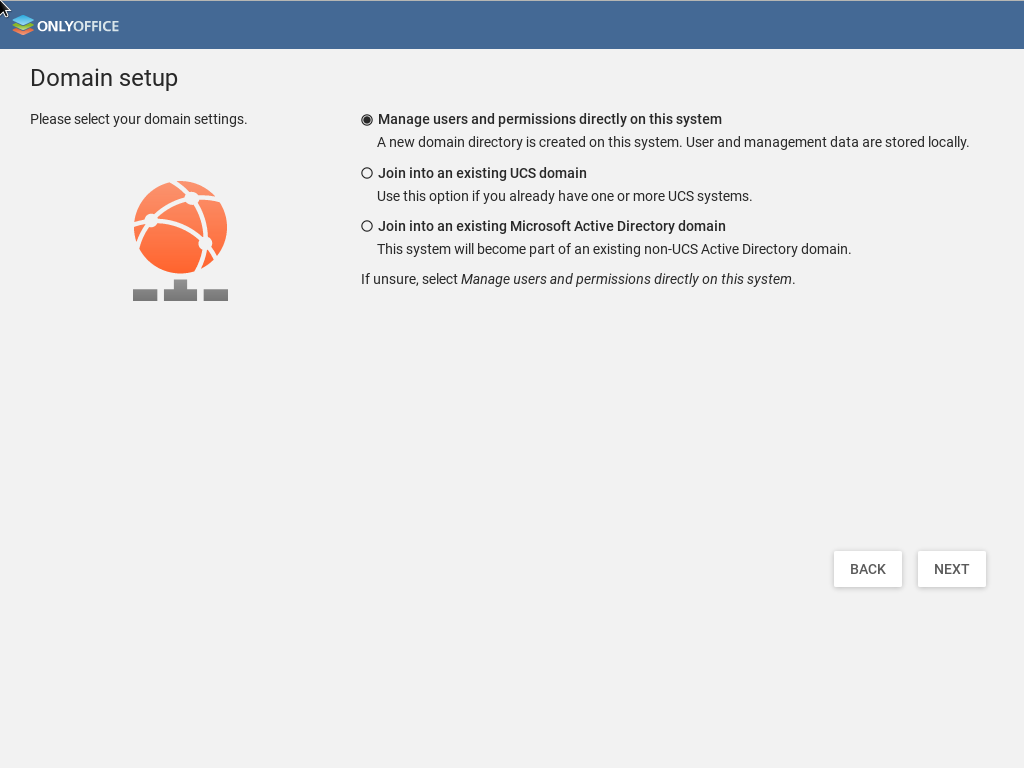 ONLYOFFICE
Domain setup
Please select your domain settings.
Manage users and permissions directly on this system
A new domain directory is created on this system. User and management data are stored locally.
Join into an existing UCS domain
Use this option if you already have one or more UCS systems.
Join into an existing Microsoft Active Directory domain
This system will become part of an existing non-UCS Active Directory domain.
If unsure, select Manage users and permissions directly on this system.
BACK NEXT